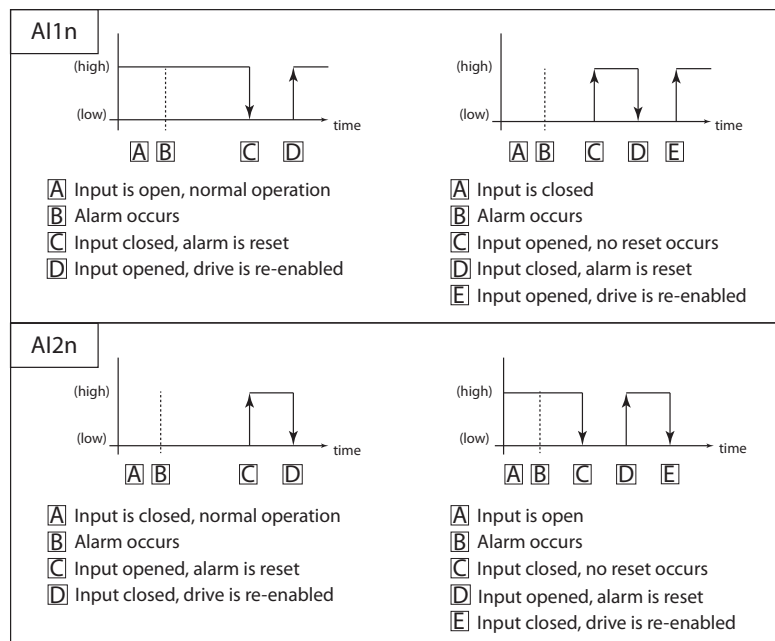 AI1n
(high)
(low)
time
A B C D
A Input is open, normal operation
B Alarm occurs
C Input closed, alarm is reset
D Input opened, drive is re-enabled
(high)
(low)
time
A B C D E
A Input is closed
B Alarm occurs
C Input opened, no reset occurs
D Input closed, alarm is reset
E Input opened, drive is re-enabled
AI2n
(high)
(low)
time
A B C D
A Input is closed, normal operation
B Alarm occurs
C Input opened, alarm is reset
D Input closed, drive is re-enabled
(high)
(low)
time
A B C D E
A Input is open
B Alarm occurs
C Input closed, no reset occurs
D Input opened, alarm is reset
E Input closed, drive is re-enabled